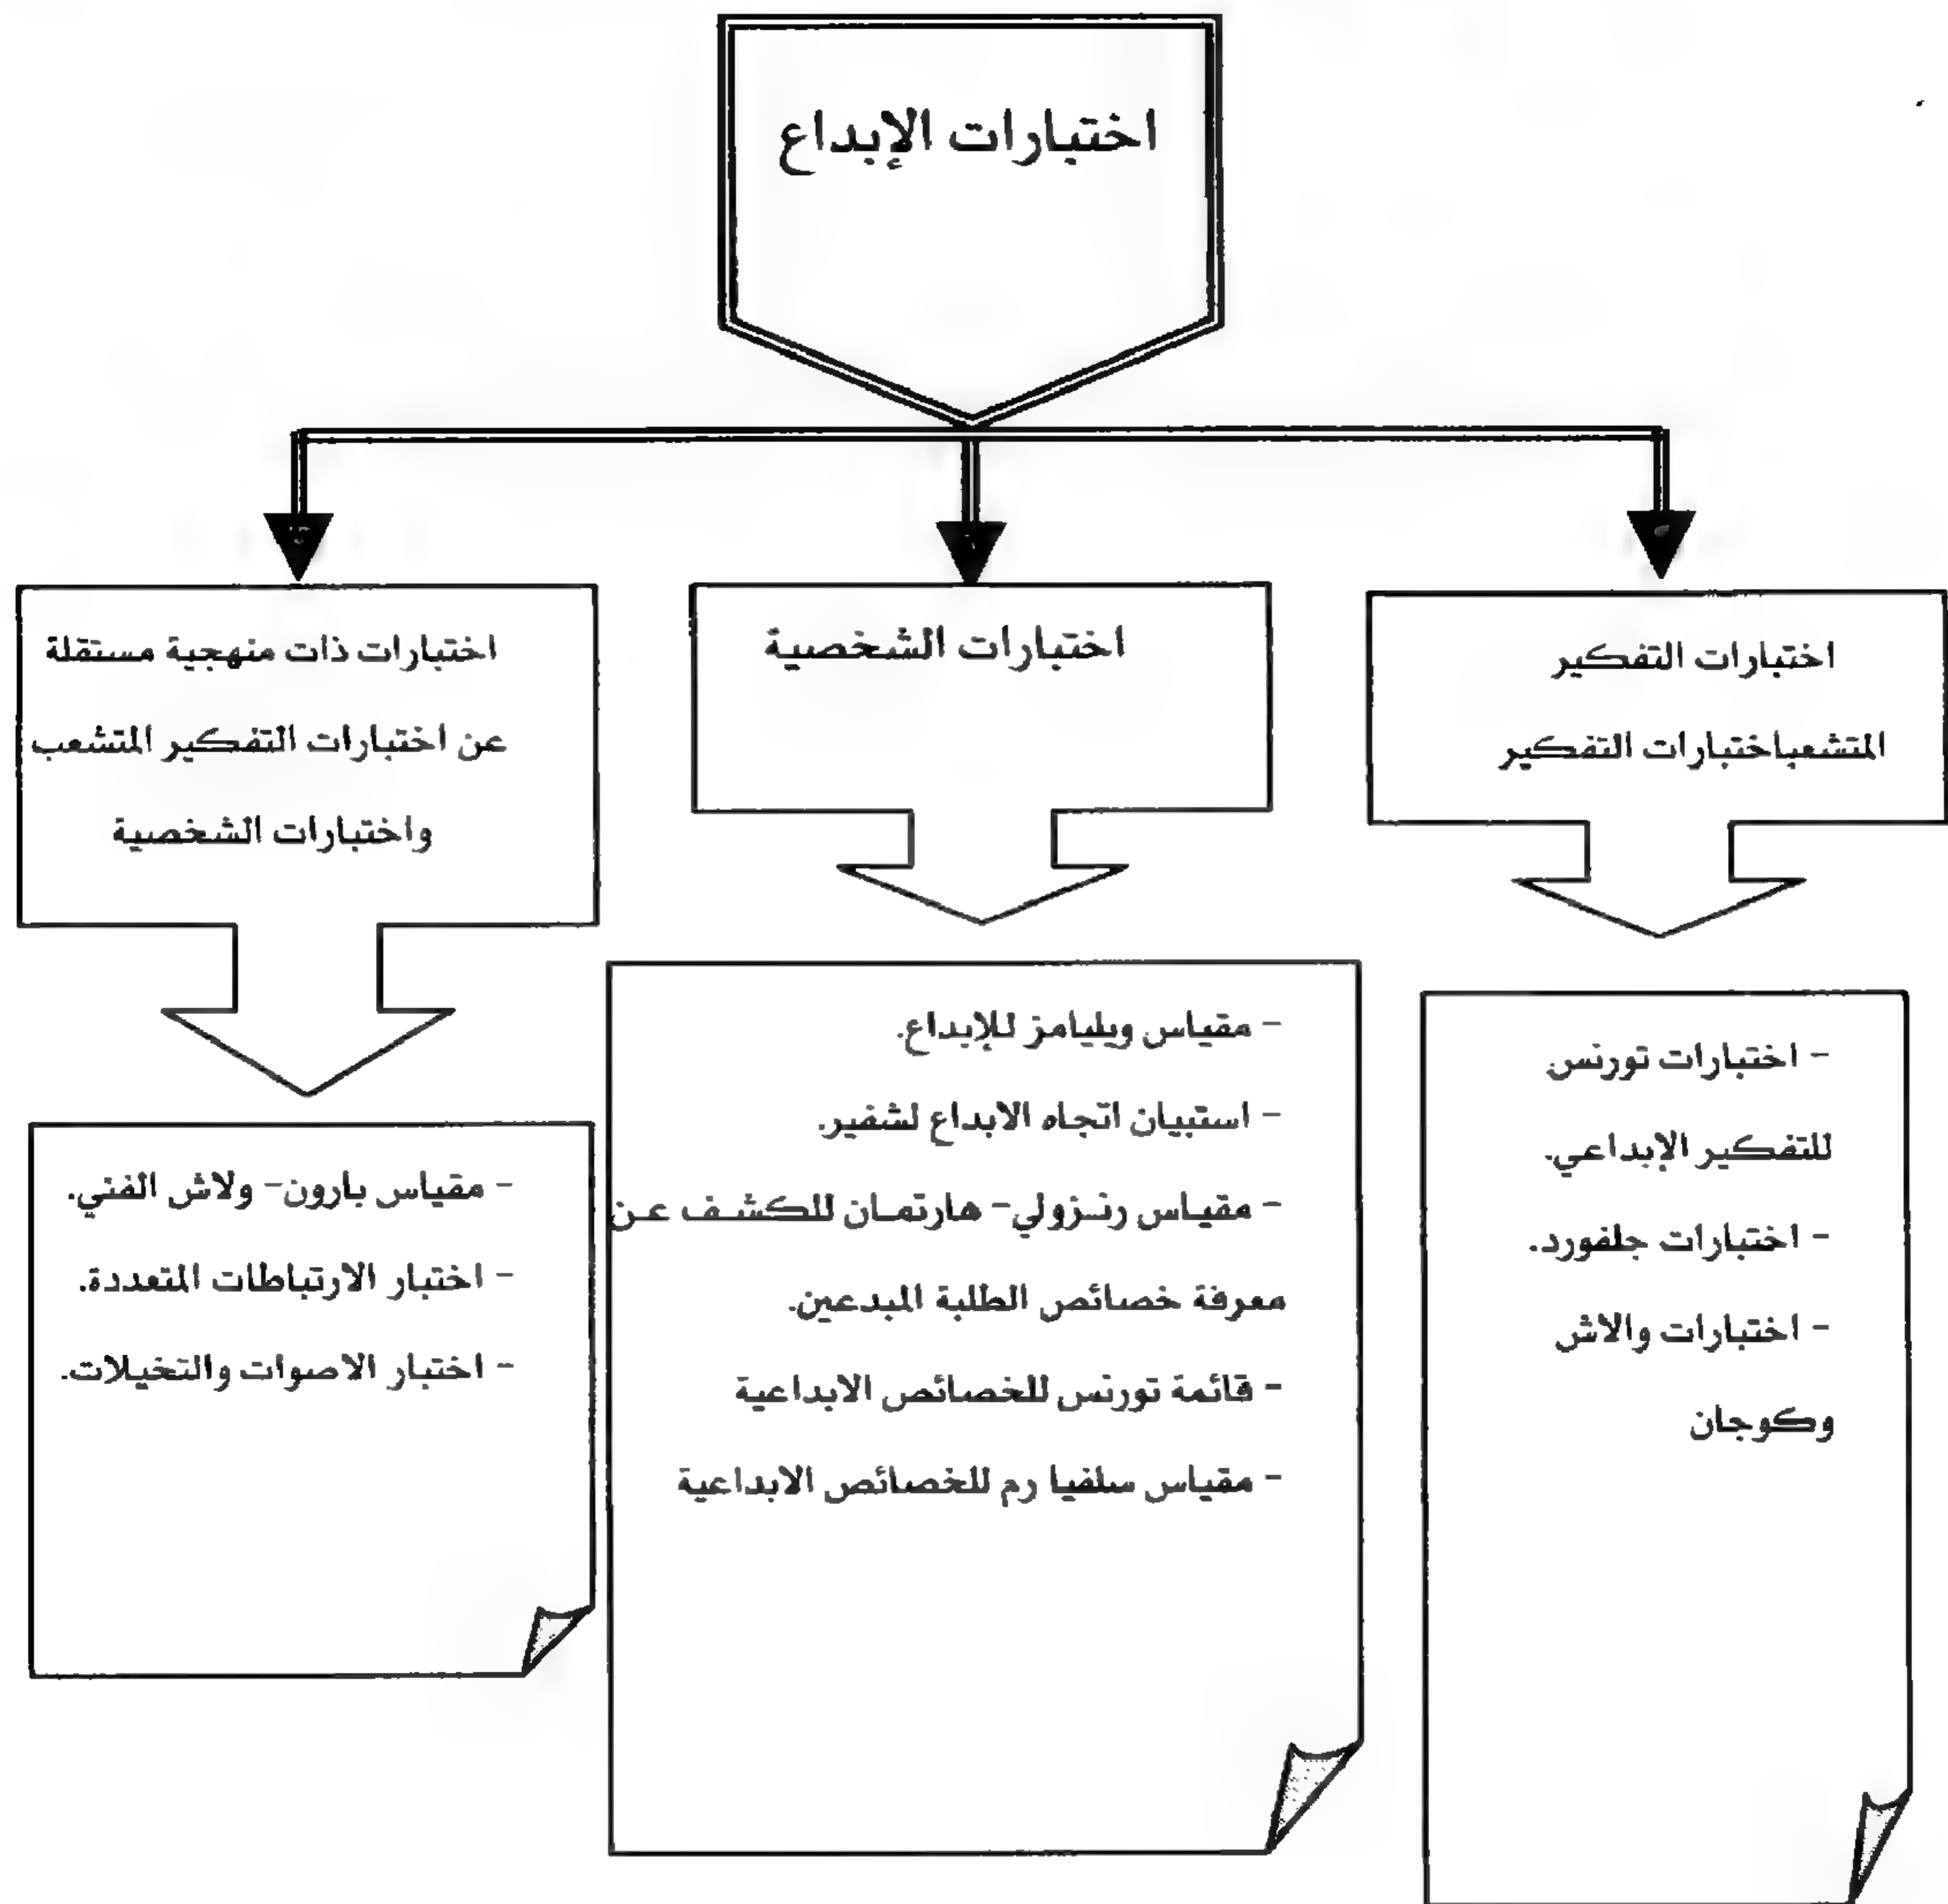 اختبارات الإبداع
اختبارات التفكير
المتشعباختبارات التفكير
- اختبارات تورنس
للتفكير الإبداعي.
- اختبارات جلفورد.
- اختبارات والاش
وكوجان
اختبارات الشخصية
- مقياس ويليامز للإبداع.
- استبيان اتجاه الابداع لشفير.
- مقياس رنزولي- هارتمان للكشف عن
معرفة خصائص الطلبة المبدعين.
- قائمة تورنس للخصائص الابداعية
- مقياس سلفيا رم للخصائص الابداعية
اختبارات ذات منهجية مستقلة
عن اختبارات التفكير المتشعب
واختبارات الشخصية
- مقياس بارون- ولاش الفني.
- اختبار الارتباطات المتعددة.
- اختبار الاصوات والتخيلات.